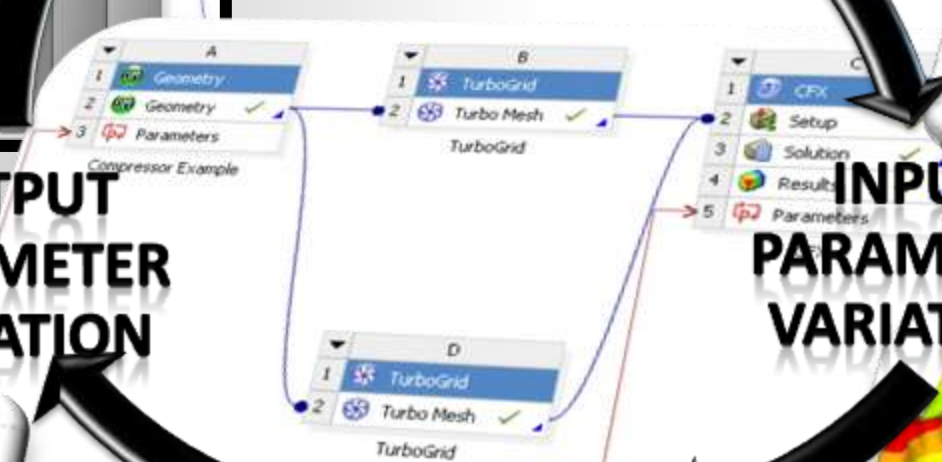 A
1 Geometry
2 Geometry
3 Parameters
Compressor Example
B
1 TurboGrid
2 Turbo Mesh
TurboGrid
C
1 CFX
2 Setup
3 Solution
4 Results
5 Parameters
D
1 TurboGrid
2 Turbo Mesh
TurboGrid
TPUT
METER
ATION
INPU
PARAM
VARIAT